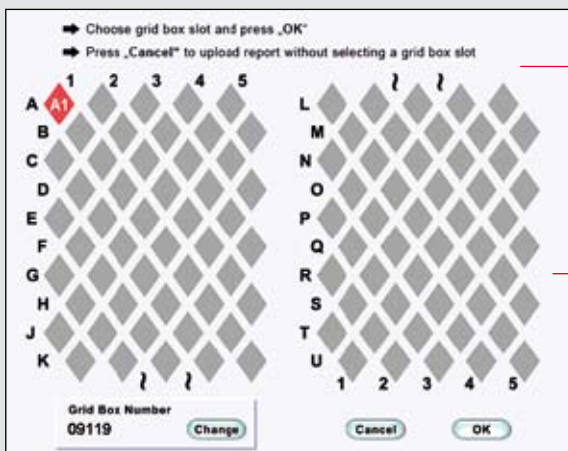 ➡ Choose grid box slot and press „OK“
➡ Press „Cancel“ to upload report without selecting a grid box slot
1 2 3 4 5
A A1
B
C
D
E
F
G
H
J
K
L
M
N
O
P
Q
R
S
T
U
1 2 3 4 5
Grid Box Number
09119 Change
Cancel OK